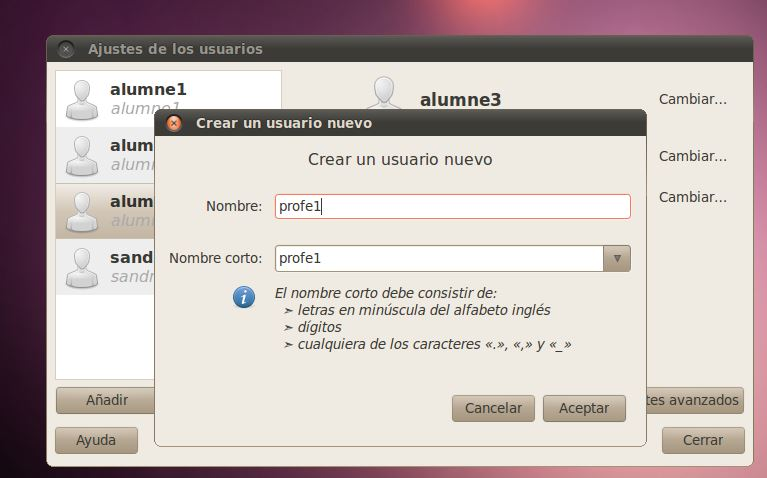 Ajustes de los usuarios
alumne1
alumne1
alumne3
Cambiar...
Crear un usuario nuevo
Crear un usuario nuevo
Cambiar...
Cambiar...
Nombre: profe1
Nombre corto: profe1
El nombre corto debe consistir de:
➣ letras en minúscula del alfabeto inglés
➣ dígitos
➣ cualquiera de los caracteres «.», «,» y «_»
Cancelar Aceptar
Añadir
avanzados
Ayuda
Cerrar